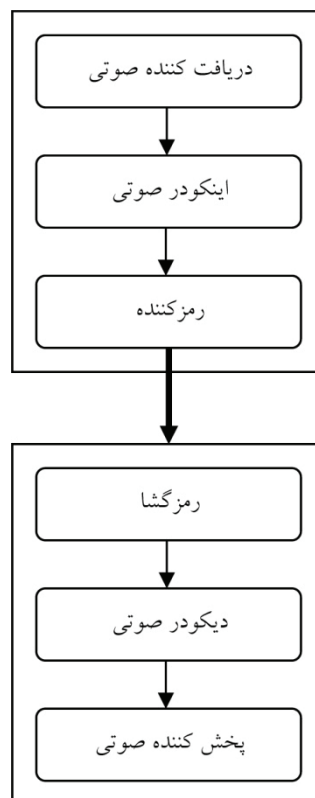 دریافت کننده صوتی
اینکودر صوتی
رمزکننده
رمزگشا
دیکودر صوتی
پخش کننده صوتی